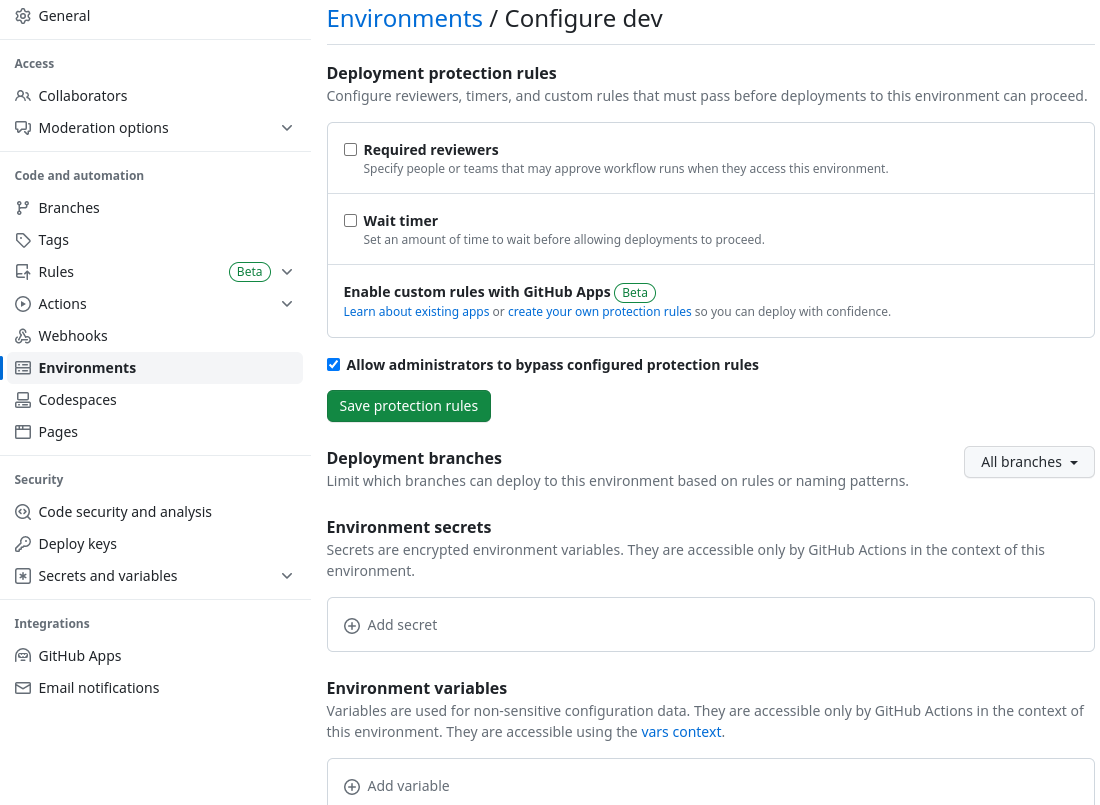 General
Access
Collaborators
Moderation options
Code and automation
Branches
Tags
Rules Beta
Actions
Webhooks
Environments
Codespaces
Pages
Security
Code security and analysis
Deploy keys
Secrets and variables
Integrations
GitHub Apps
Email notifications
Environments / Configure dev
Deployment protection rules
Configure reviewers, timers, and custom rules that must pass before deployments to this environment can proceed.
Required reviewers
Specify people or teams that may approve workflow runs when they access this environment.
Wait timer
Set an amount of time to wait before allowing deployments to proceed.
Enable custom rules with GitHub Apps Beta
Learn about existing apps or create your own protection rules so you can deploy with confidence.
Allow administrators to bypass configured protection rules
Save protection rules
Deployment branches
Limit which branches can deploy to this environment based on rules or naming patterns.
All branches
Environment secrets
Secrets are encrypted environment variables. They are accessible only by GitHub Actions in the context of this
environment.
Add secret
Environment variables
Variables are used for non-sensitive configuration data. They are accessible only by GitHub Actions in the context of
this environment. They are accessible using the vars context.
Add variable